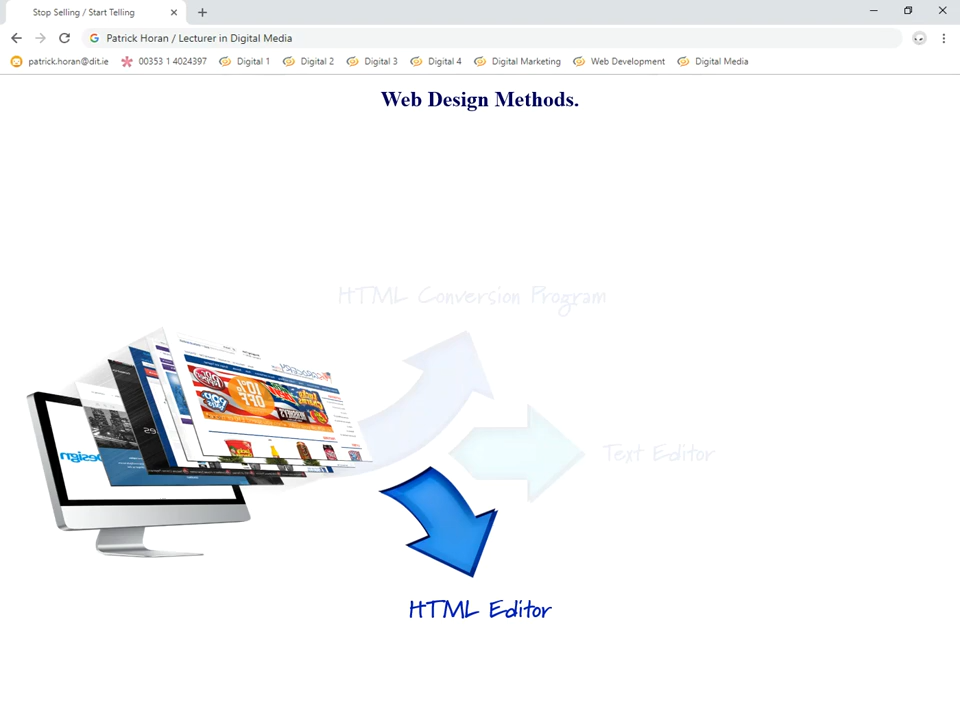 Stop Selling / Start Telling
Patrick Horan / Lecturer in Digital Media
patrick.horan@dit.ie 00353 1 4024397 Digital 1 Digital 2 Digital 3 Digital 4 Digital Marketing Web Development Digital Media
Web Design Methods.
HTML Conversion Program
Text Editor
HTML Editor